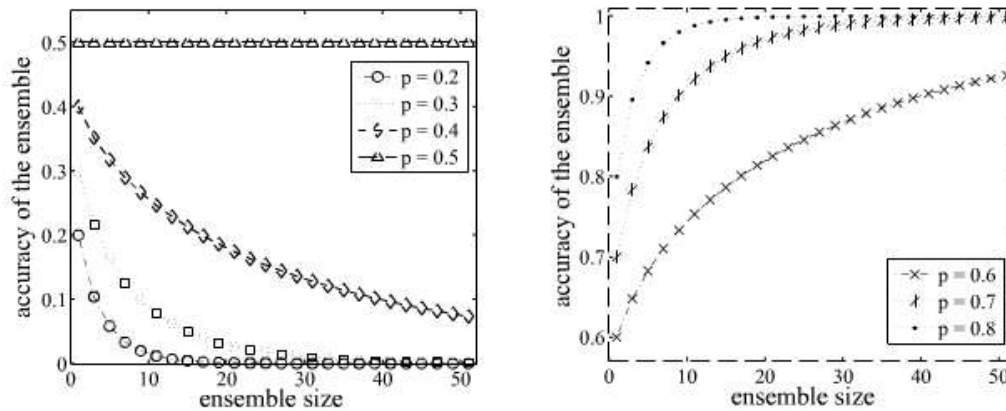 accuracy of the ensemble
0.5
0.4
0.3
0.2
0.1
0
p = 0.2
p = 0.3
p = 0.4
p = 0.5
0 10 20 30 40 50
ensemble size
accuracy of the ensemble
1
0.9
0.8
0.7
0.6
p = 0.6
p = 0.7
p = 0.8
0 10 20 30 40 50
ensemble size